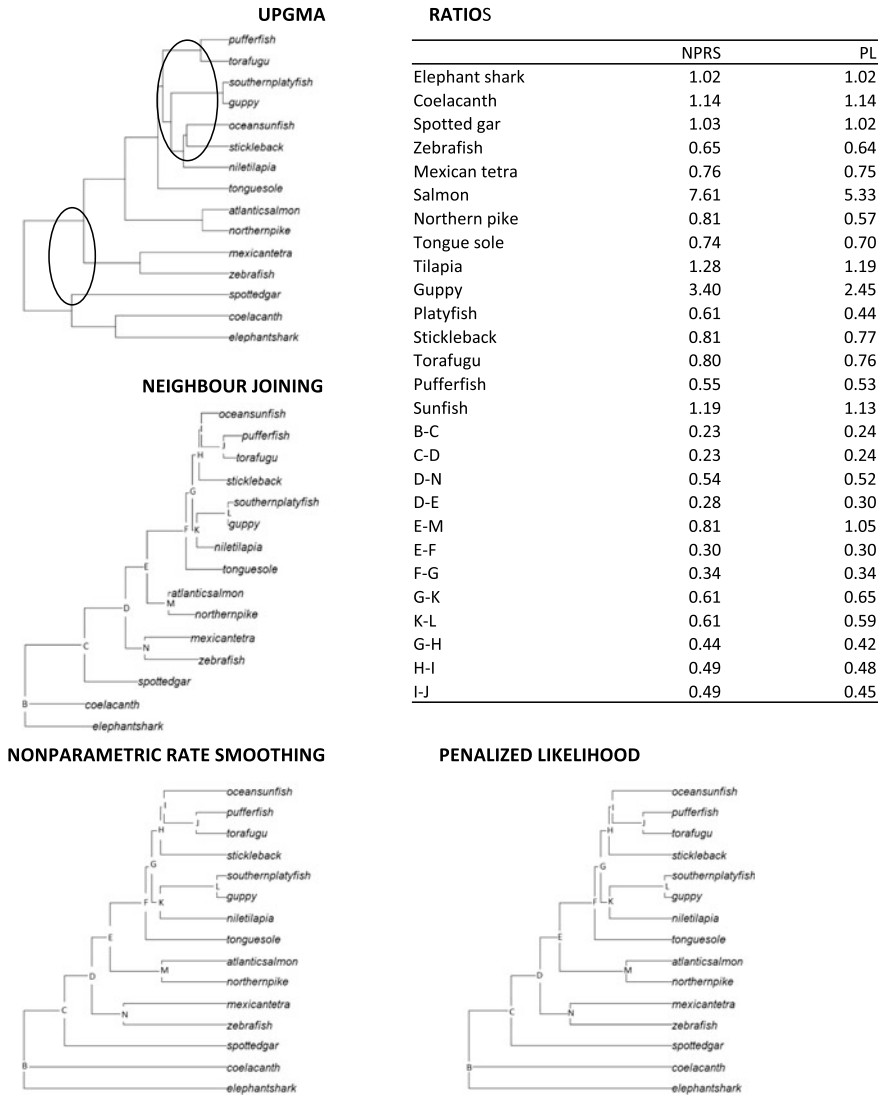 UPGMA
pufferfish
torafugu
southernplatyfish
guppy
oceansunfish
stickleback
niletilapia
tonguesole
atlanticsalmon
northernpike
mexicantetra
zebrafish
spottedgar
coelacanth
elephantshark
RATIOS
NPRS PL
Elephant shark 1.02 1.02
Coelacanth 1.14 1.14
Spotted gar 1.03 1.02
Zebrafish 0.65 0.64
Mexican tetra 0.76 0.75
Salmon 7.61 5.33
Northern pike 0.81 0.57
Tongue sole 0.74 0.70
Tilapia 1.28 1.19
Guppy 3.40 2.45
Platyfish 0.61 0.44
Stickleback 0.81 0.77
Torafugu 0.80 0.76
Pufferfish 0.55 0.53
Sunfish 1.19 1.13
B-C 0.23 0.24
C-D 0.23 0.24
D-N 0.54 0.52
D-E 0.28 0.30
E-M 0.81 1.05
E-F 0.30 0.30
F-G 0.34 0.34
G-K 0.61 0.65
K-L 0.61 0.59
G-H 0.44 0.42
H-I 0.49 0.48
I-J 0.49 0.45
NEIGHBOUR JOINING
oceansunfish
I
pufferfish
J
H
torafugu
stickleback
G
southernplatyfish
L
guppy
F K
niletilapia
E
tonguesole
atlanticsalmon
M
D
northernpike
mexicantetra
C N
zebrafish
spottedgar
B
coelacanth
elephantshark
NONPARAMETRIC RATE SMOOTHING
oceansunfish
I
pufferfish
J
H
torafugu
stickleback
G
southernplatyfish
L
guppy
F K
niletilapia
E
tonguesole
atlanticsalmon
M
D
northernpike
mexicantetra
C N
zebrafish
spottedgar
B
coelacanth
elephantshark
PENALIZED LIKELIHOOD
oceansunfish
I
pufferfish
J
H
torafugu
stickleback
G
southernplatyfish
L
guppy
F K
niletilapia
E
tonguesole
atlanticsalmon
M
D
northernpike
mexicantetra
C N
zebrafish
spottedgar
B
coelacanth
elephantshark